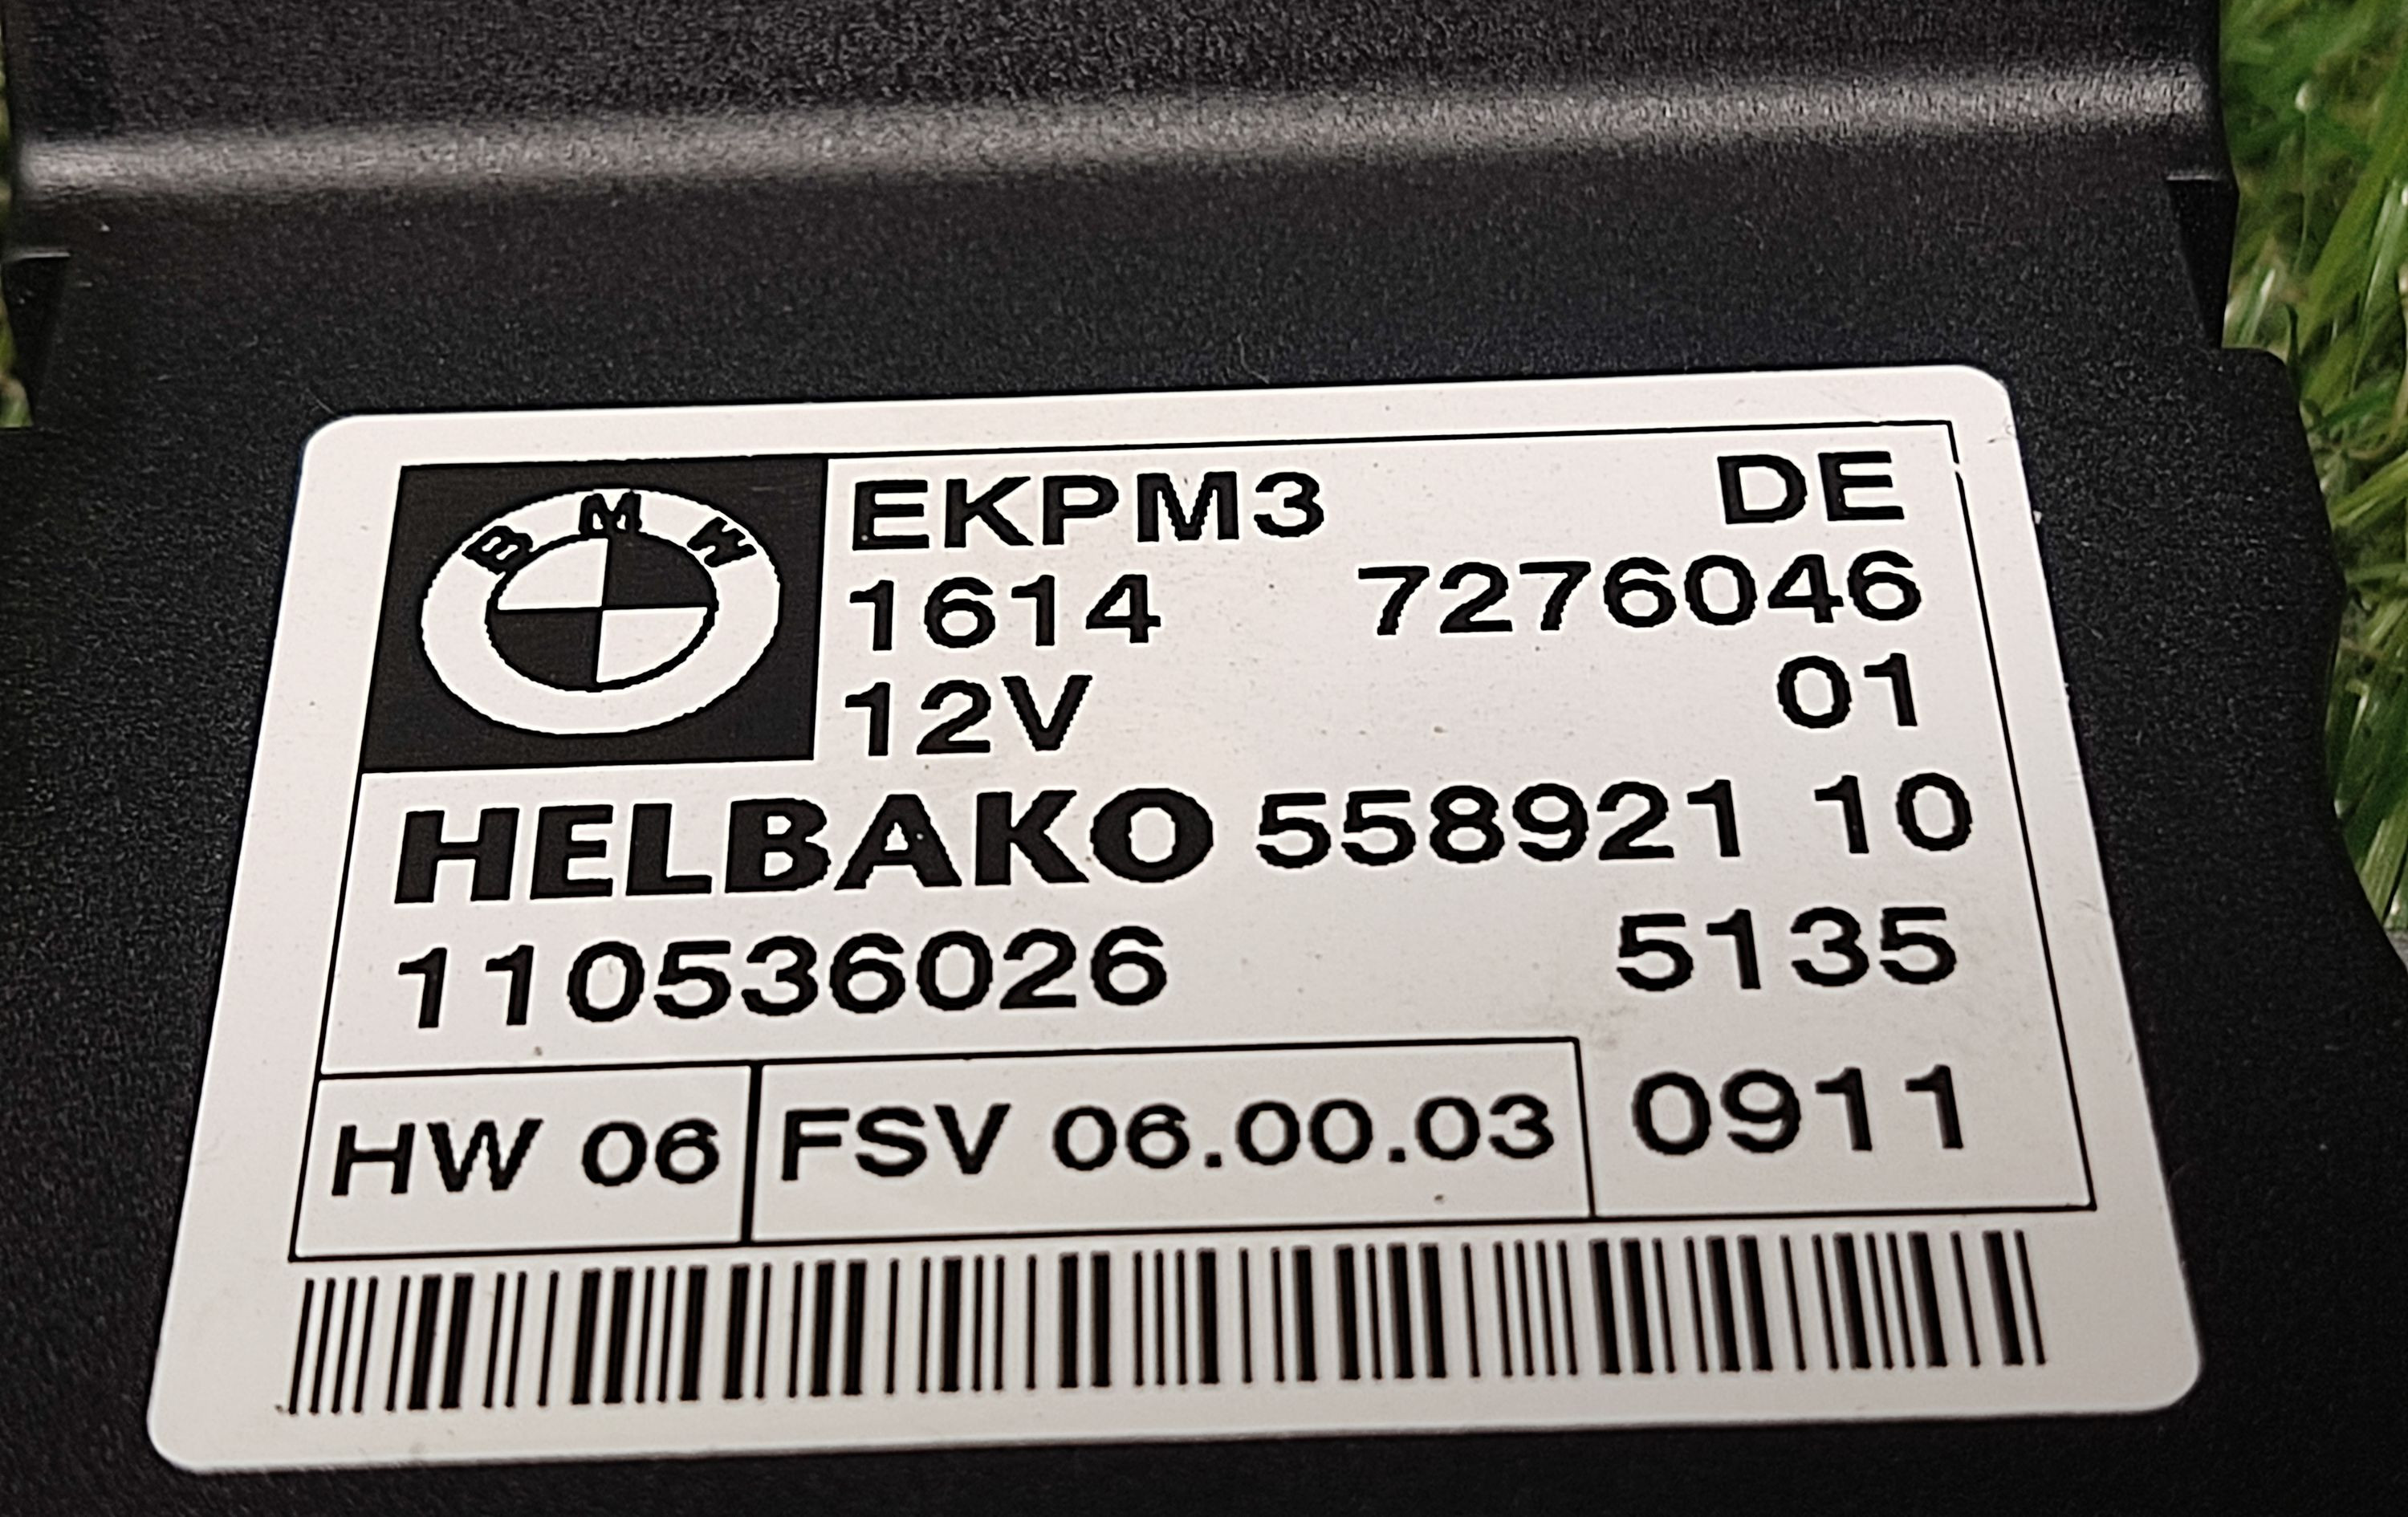 BMW
EKPM3 DE
1614 7276046
12V 01
HELBAKO 558921 10
110536026 5135
HW 06 FSV 06.00.03 0911